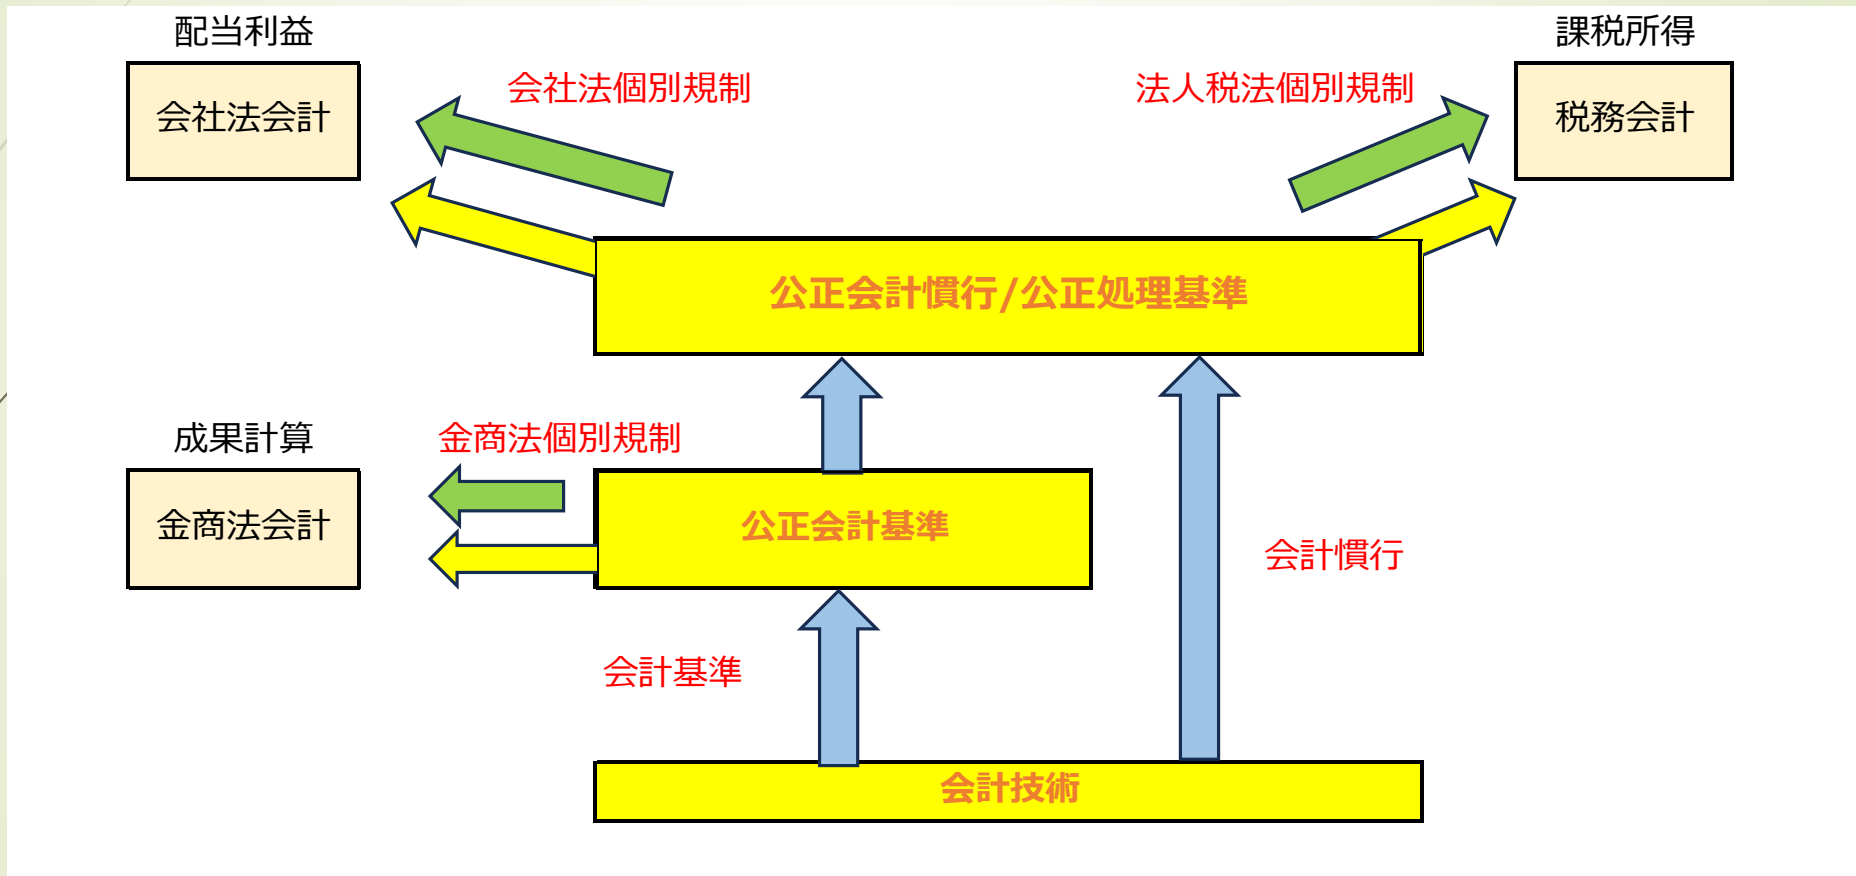 配当利益
課税所得
会社法会計
会社法個別規制
法人税法個別規制
税務会計
公正会計慣行/公正処理基準
成果計算
金商法個別規制
金商法会計
公正会計基準
会計慣行
会計基準
会計技術